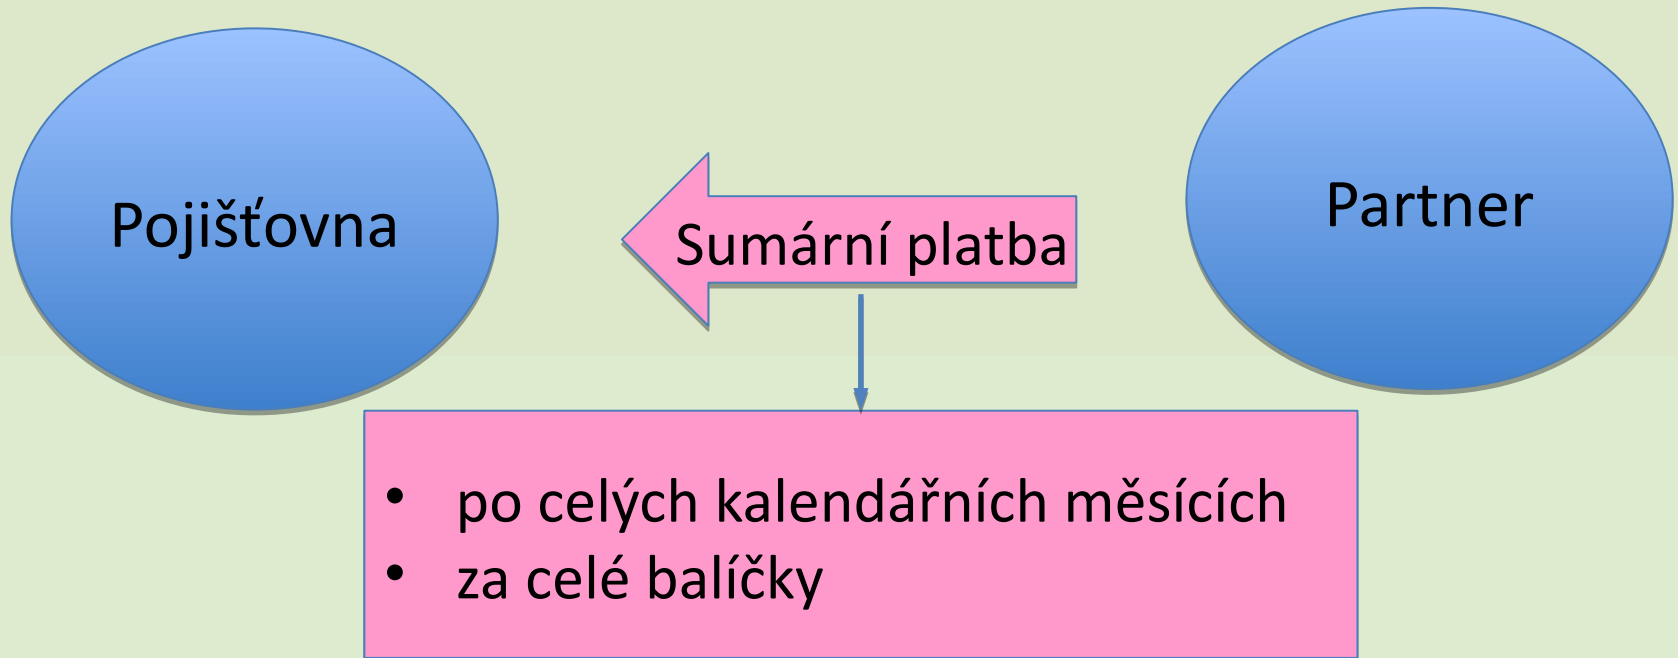 Pojišťovna
Sumární platba
Partner
• po celých kalendářních měsících
• za celé balíčky